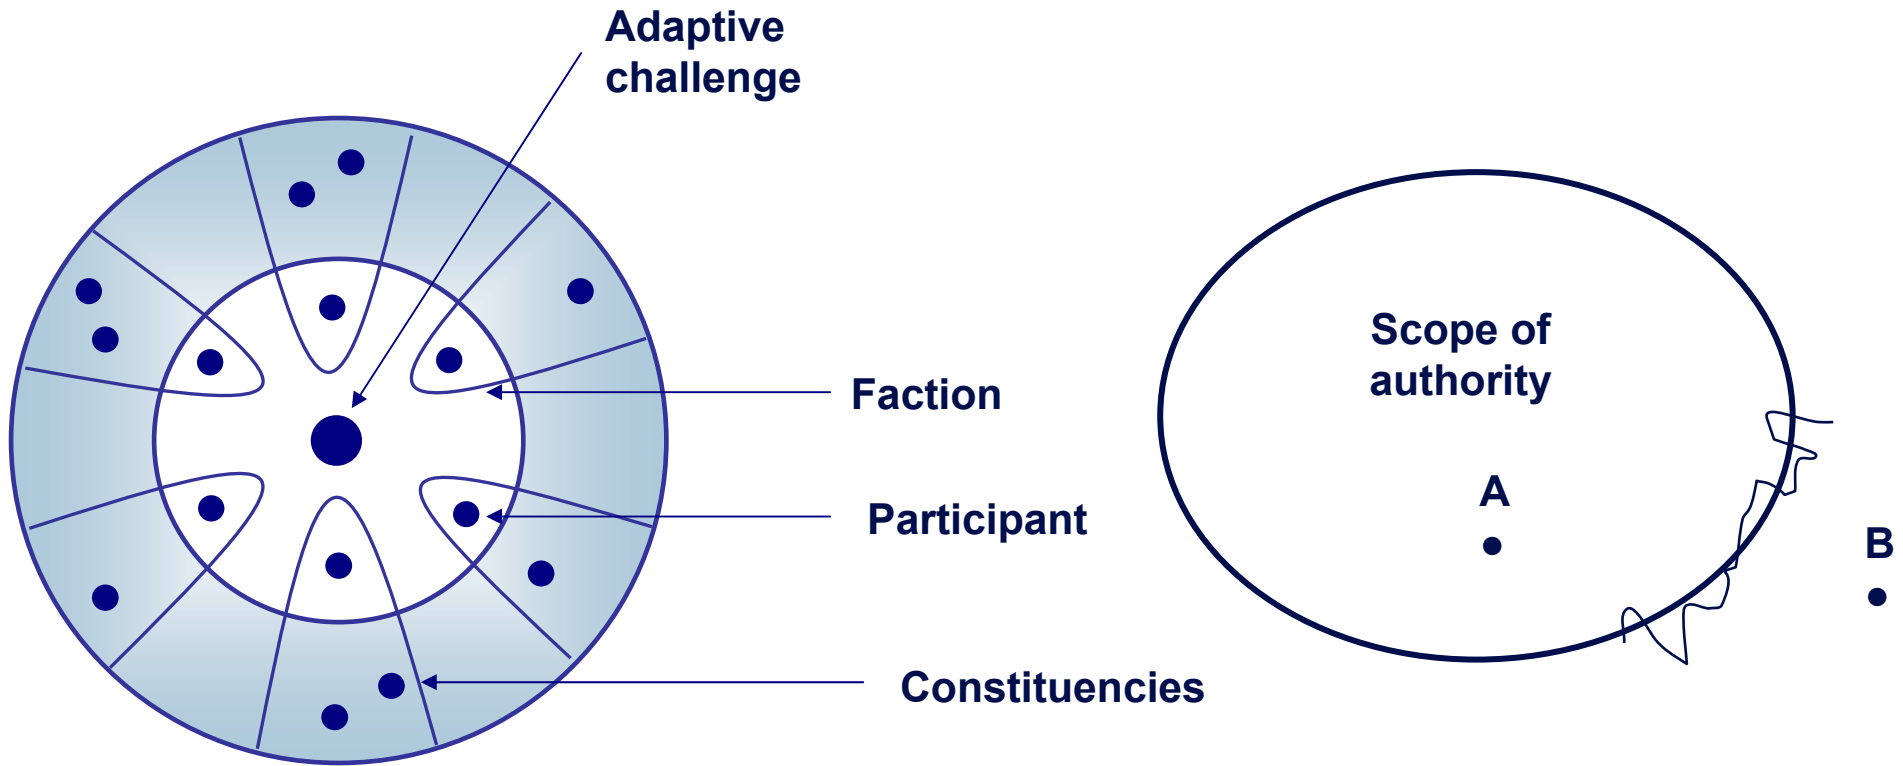 Adaptive
challenge
Faction
Participant
Constituencies
Scope of
authority
A
B